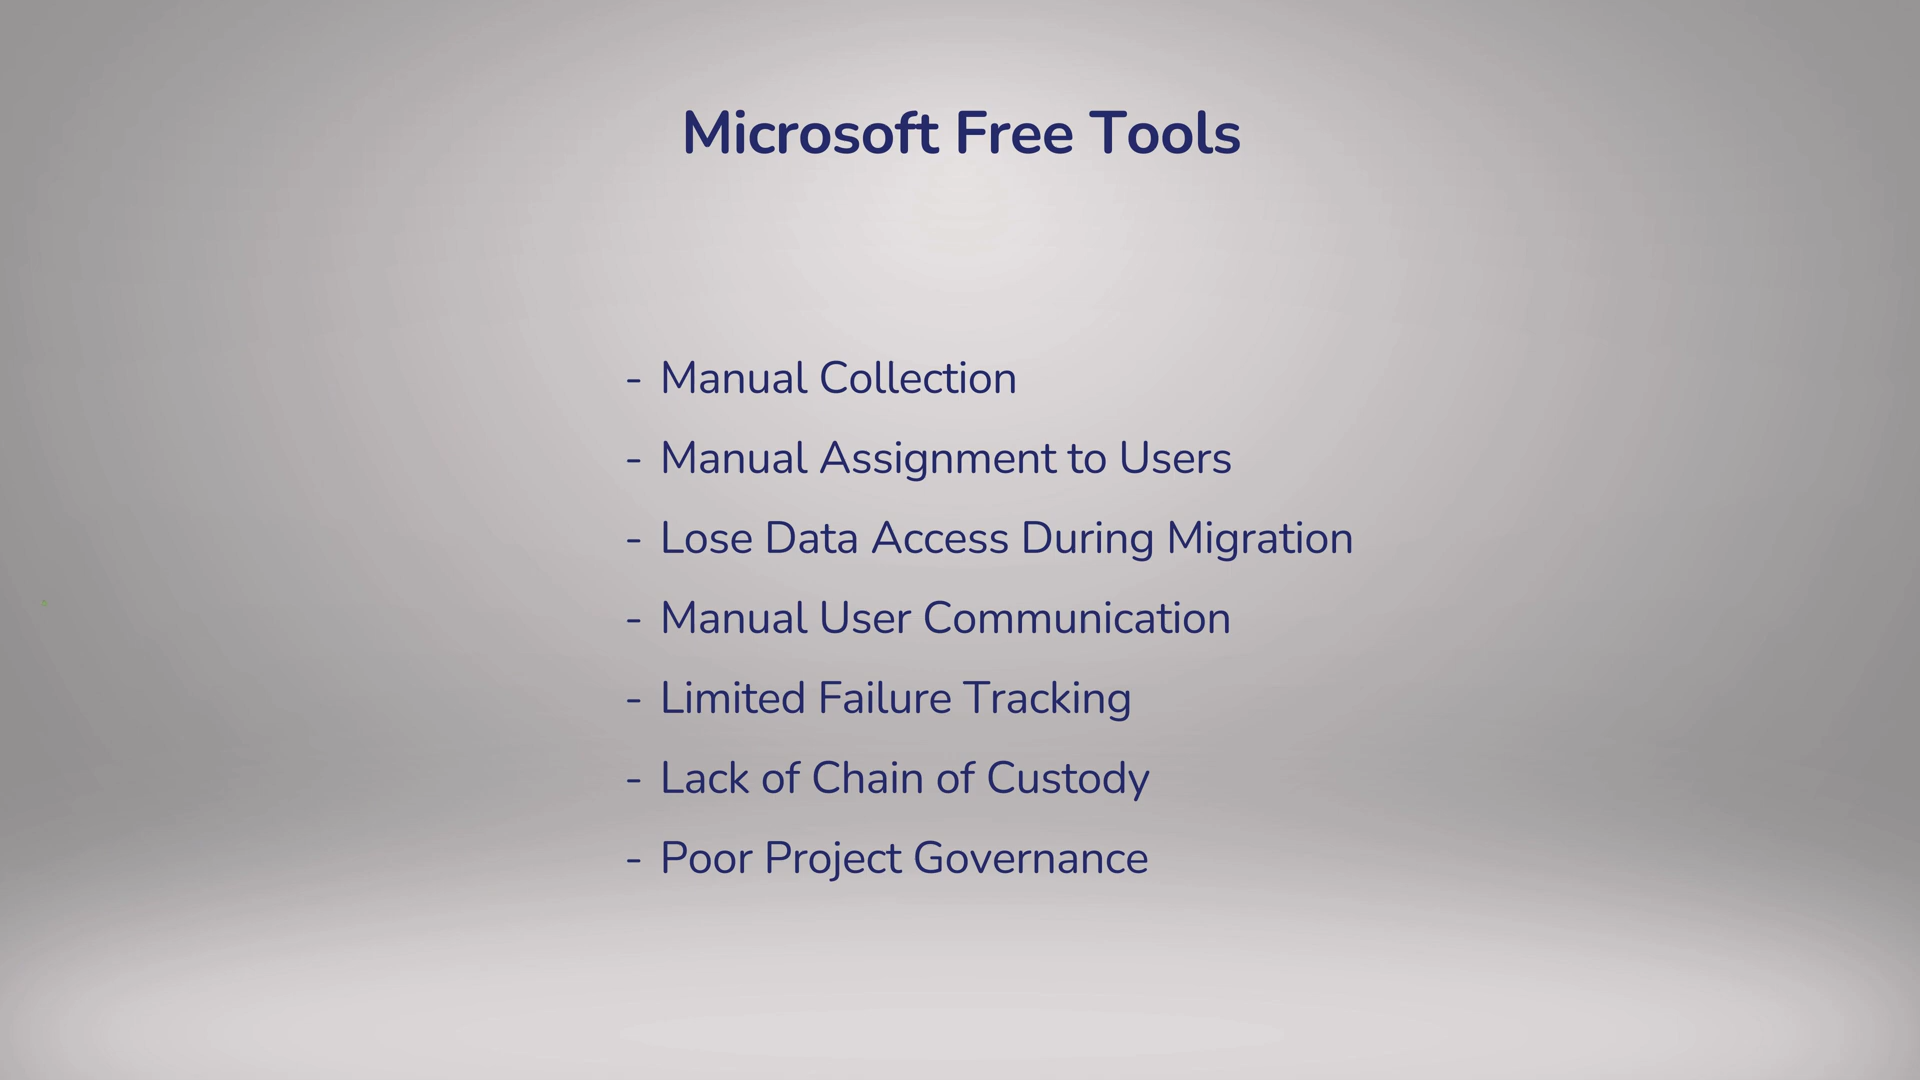 Microsoft Free Tools
- Manual Collection
- Manual Assignment to Users
- Lose Data Access During Migration
- Manual User Communication
- Limited Failure Tracking
- Lack of Chain of Custody
- Poor Project Governance